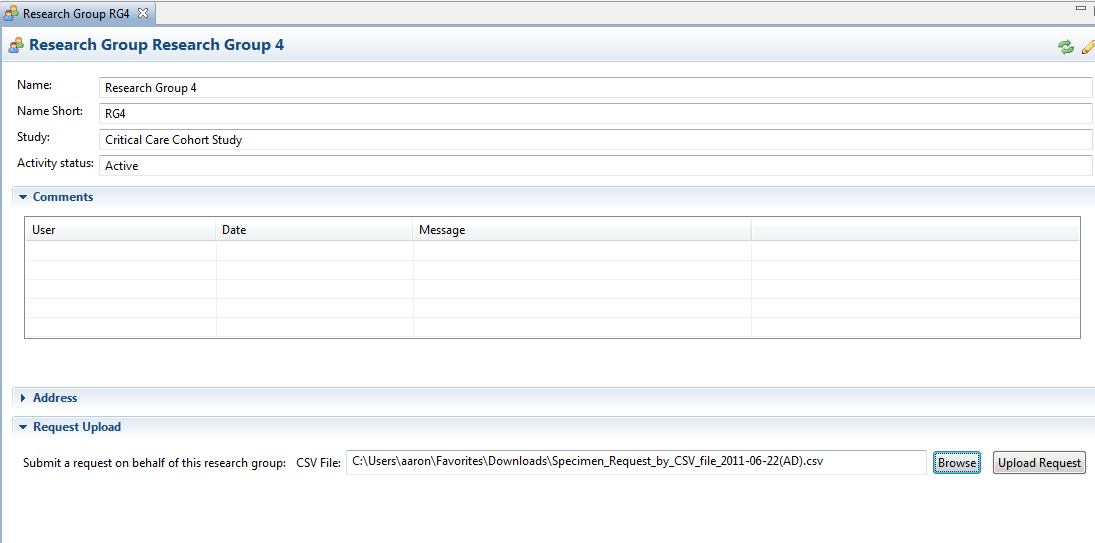 Research Group RG4
Research Group Research Group 4
Name: Research Group 4
Name Short: RG4
Study: Critical Care Cohort Study
Activity status: Active
Comments
User Date Message
Address
Request Upload
Submit a request on behalf of this research group: CSV File: C:\Users\aaron\Favorites\Downloads\Specimen_Request_by_CSV_file_2011-06-22(AD).csv Browse Upload Request